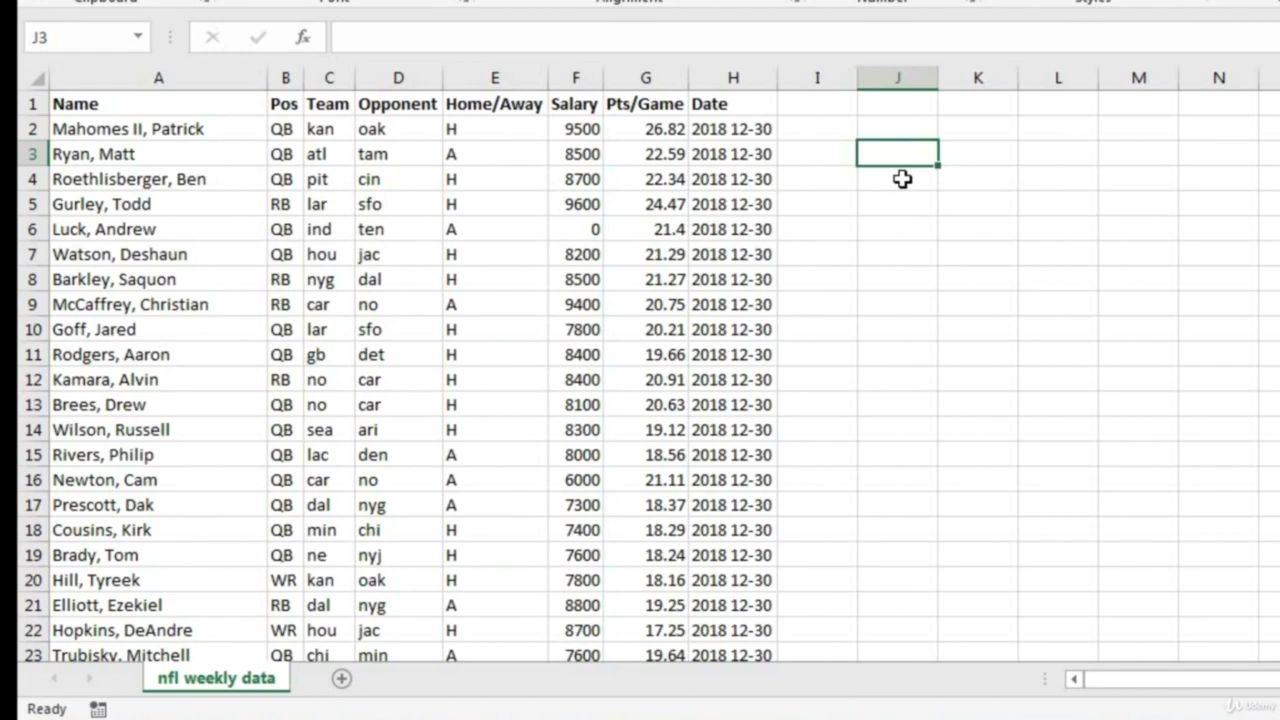 Clipboard Font Alignment Number Styles
J3 fx
A B C D E F G H I J K L M N
1 Name Pos Team Opponent Home/Away Salary Pts/Game Date
2 Mahomes II, Patrick QB kan oak H 9500 26.82 2018 12-30
3 Ryan, Matt QB atl tam A 8500 22.59 2018 12-30
4 Roethlisberger, Ben QB pit cin H 8700 22.34 2018 12-30
5 Gurley, Todd RB lar sfo H 9600 24.47 2018 12-30
6 Luck, Andrew QB ind ten A 0 21.4 2018 12-30
7 Watson, Deshaun QB hou jac H 8200 21.29 2018 12-30
8 Barkley, Saquon RB nyg dal H 8500 21.27 2018 12-30
9 McCaffrey, Christian RB car no A 9400 20.75 2018 12-30
10 Goff, Jared QB lar sfo H 7800 20.21 2018 12-30
11 Rodgers, Aaron QB gb det H 8400 19.66 2018 12-30
12 Kamara, Alvin RB no car H 8400 20.91 2018 12-30
13 Brees, Drew QB no car H 8100 20.63 2018 12-30
14 Wilson, Russell QB sea ari H 8300 19.12 2018 12-30
15 Rivers, Philip QB lac den A 8000 18.56 2018 12-30
16 Newton, Cam QB car no A 6000 21.11 2018 12-30
17 Prescott, Dak QB dal nyg A 7300 18.37 2018 12-30
18 Cousins, Kirk QB min chi H 7400 18.29 2018 12-30
19 Brady, Tom QB ne nyj H 7600 18.24 2018 12-30
20 Hill, Tyreek WR kan oak H 7800 18.16 2018 12-30
21 Elliott, Ezekiel RB dal nyg A 8800 19.25 2018 12-30
22 Hopkins, DeAndre WR hou jac H 8700 17.25 2018 12-30
23 Trubisky, Mitchell QB chi min A 7600 19.64 2018 12-30
nfl weekly data
Ready
Udemy